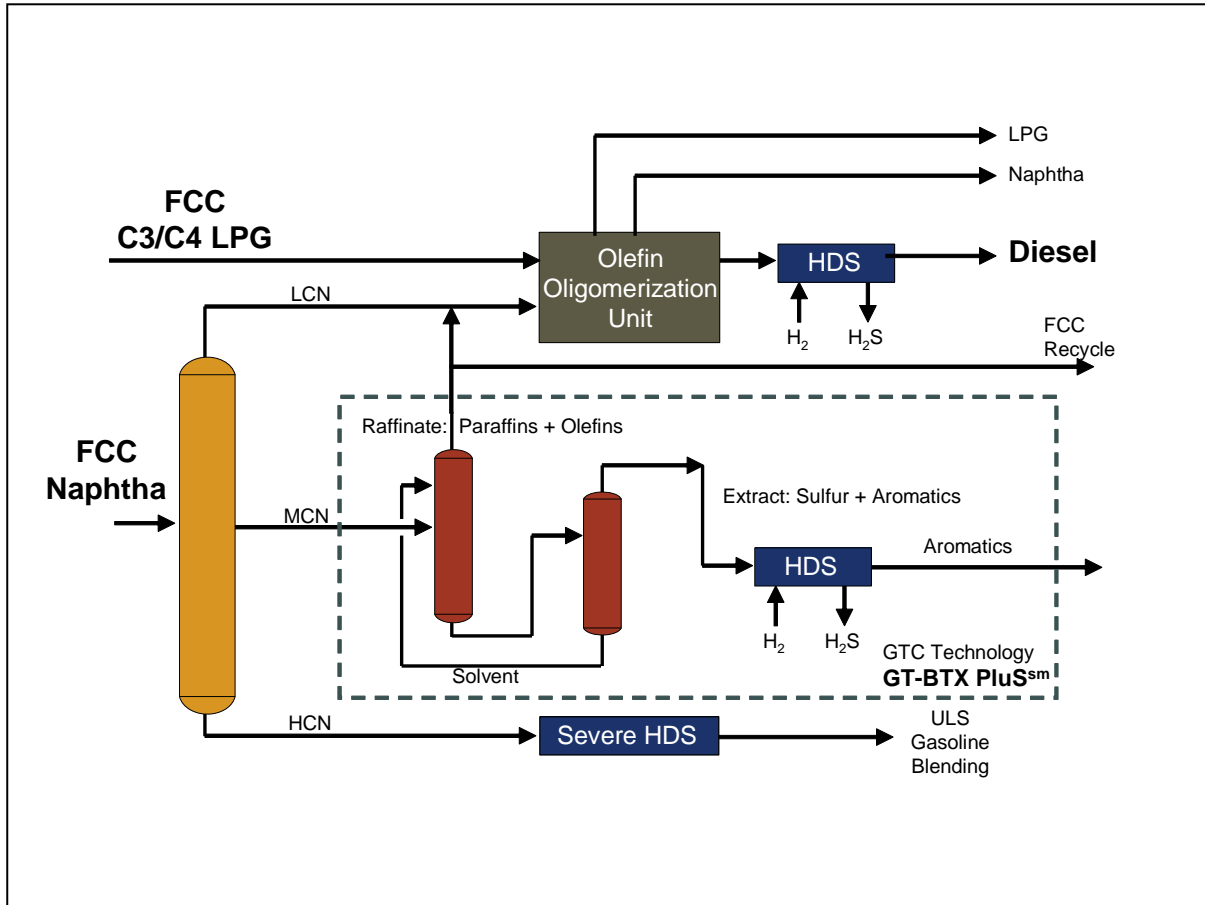 LPG
Naphtha
FCC
C3/C4 LPG
Olefin
Oligomerization
Unit
HDS
Diesel
LCN
H2
H2S
FCC
Recycle
Raffinate: Paraffins + Olefins
FCC
Naphtha
MCN
Extract: Sulfur + Aromatics
HDS
Aromatics
H2
H2S
Solvent
GTC Technology
GT-BTX PluSsm
HCN
Severe HDS
ULS
Gasoline
Blending